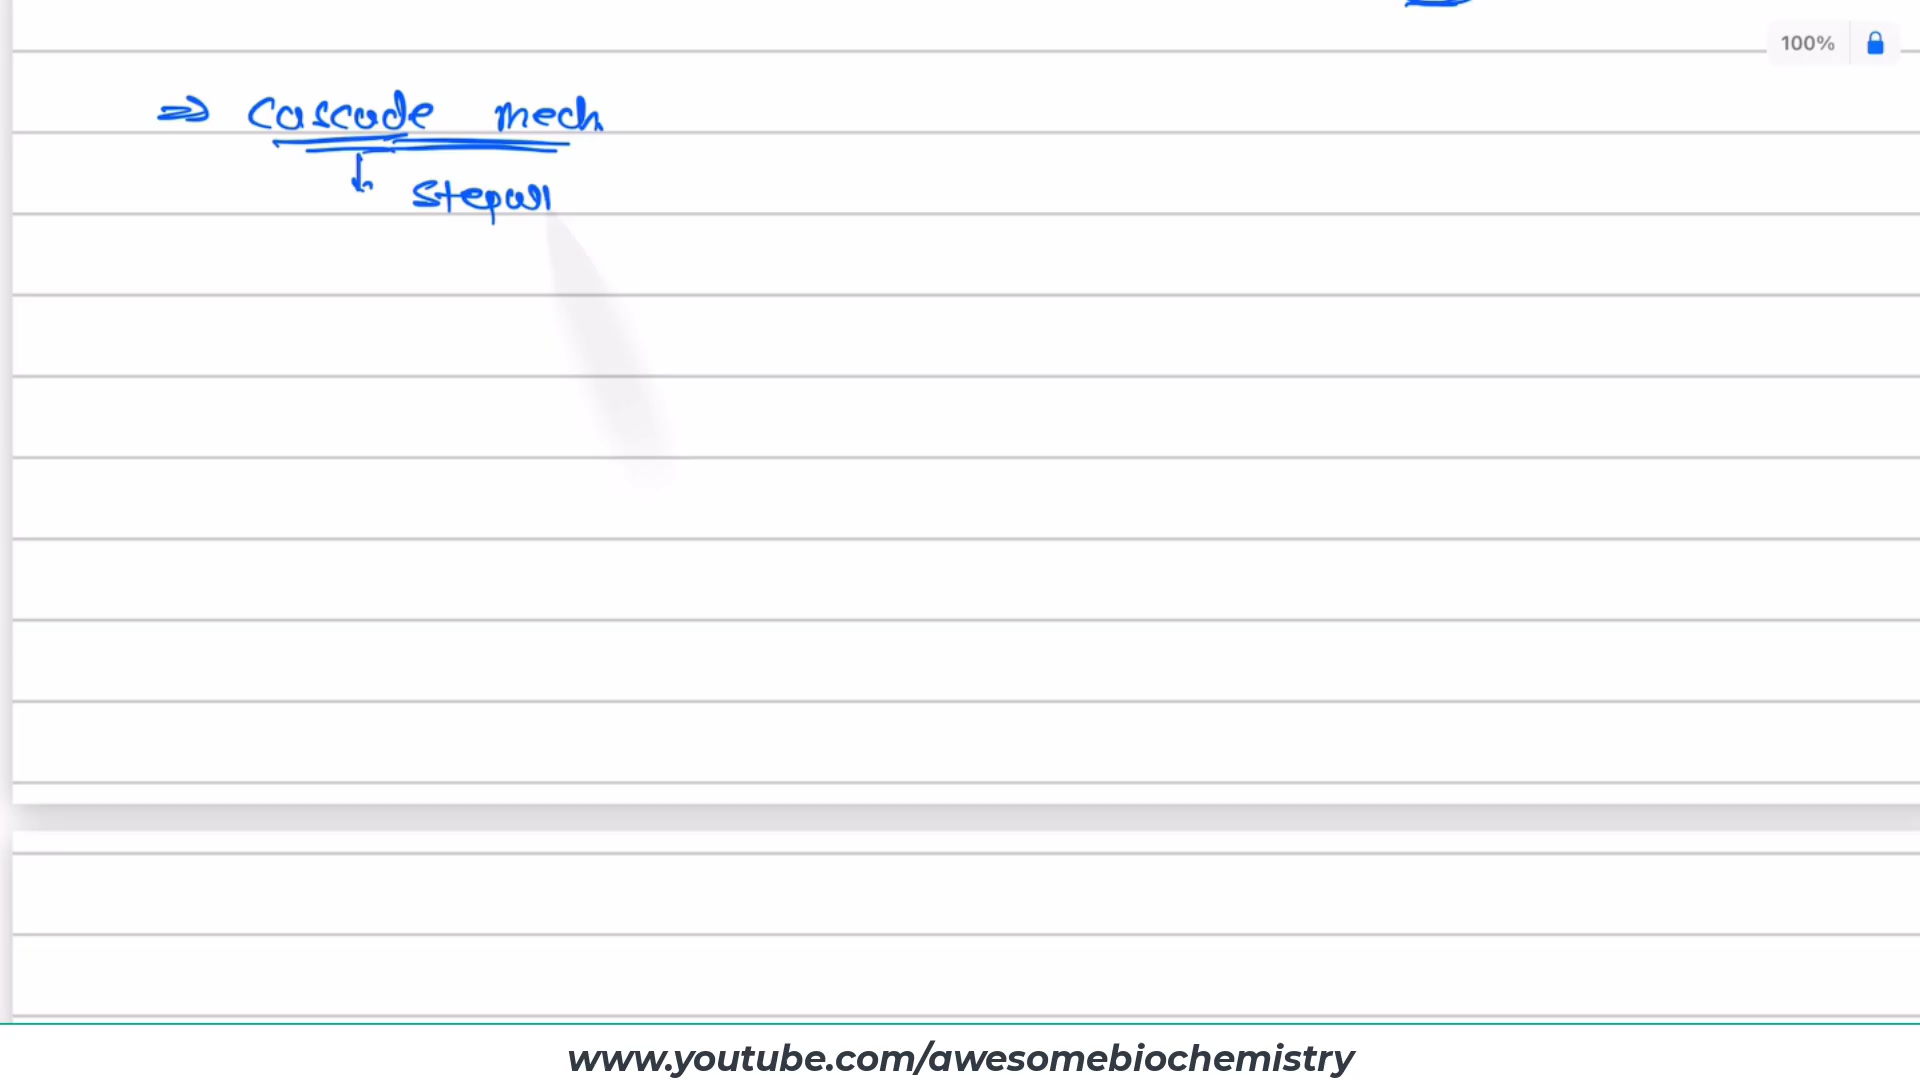 100%
⇒ Cascade mech
↓ stepwi
www.youtube.com/awesomebiochemistry